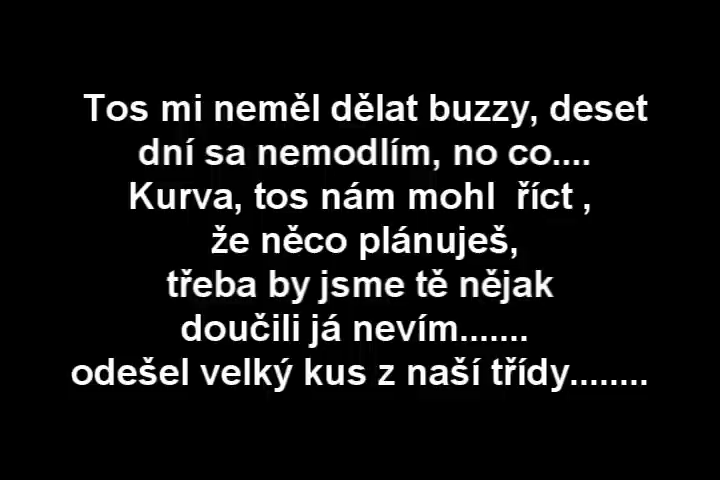 Tos mi neměl dělat buzzy, deset
dní sa nemodlím, no co....
Kurva, tos nám mohl říct ,
že něco plánuješ,
třeba by jsme tě nějak
doučili já nevím.......
odešel velký kus z naší třídy........